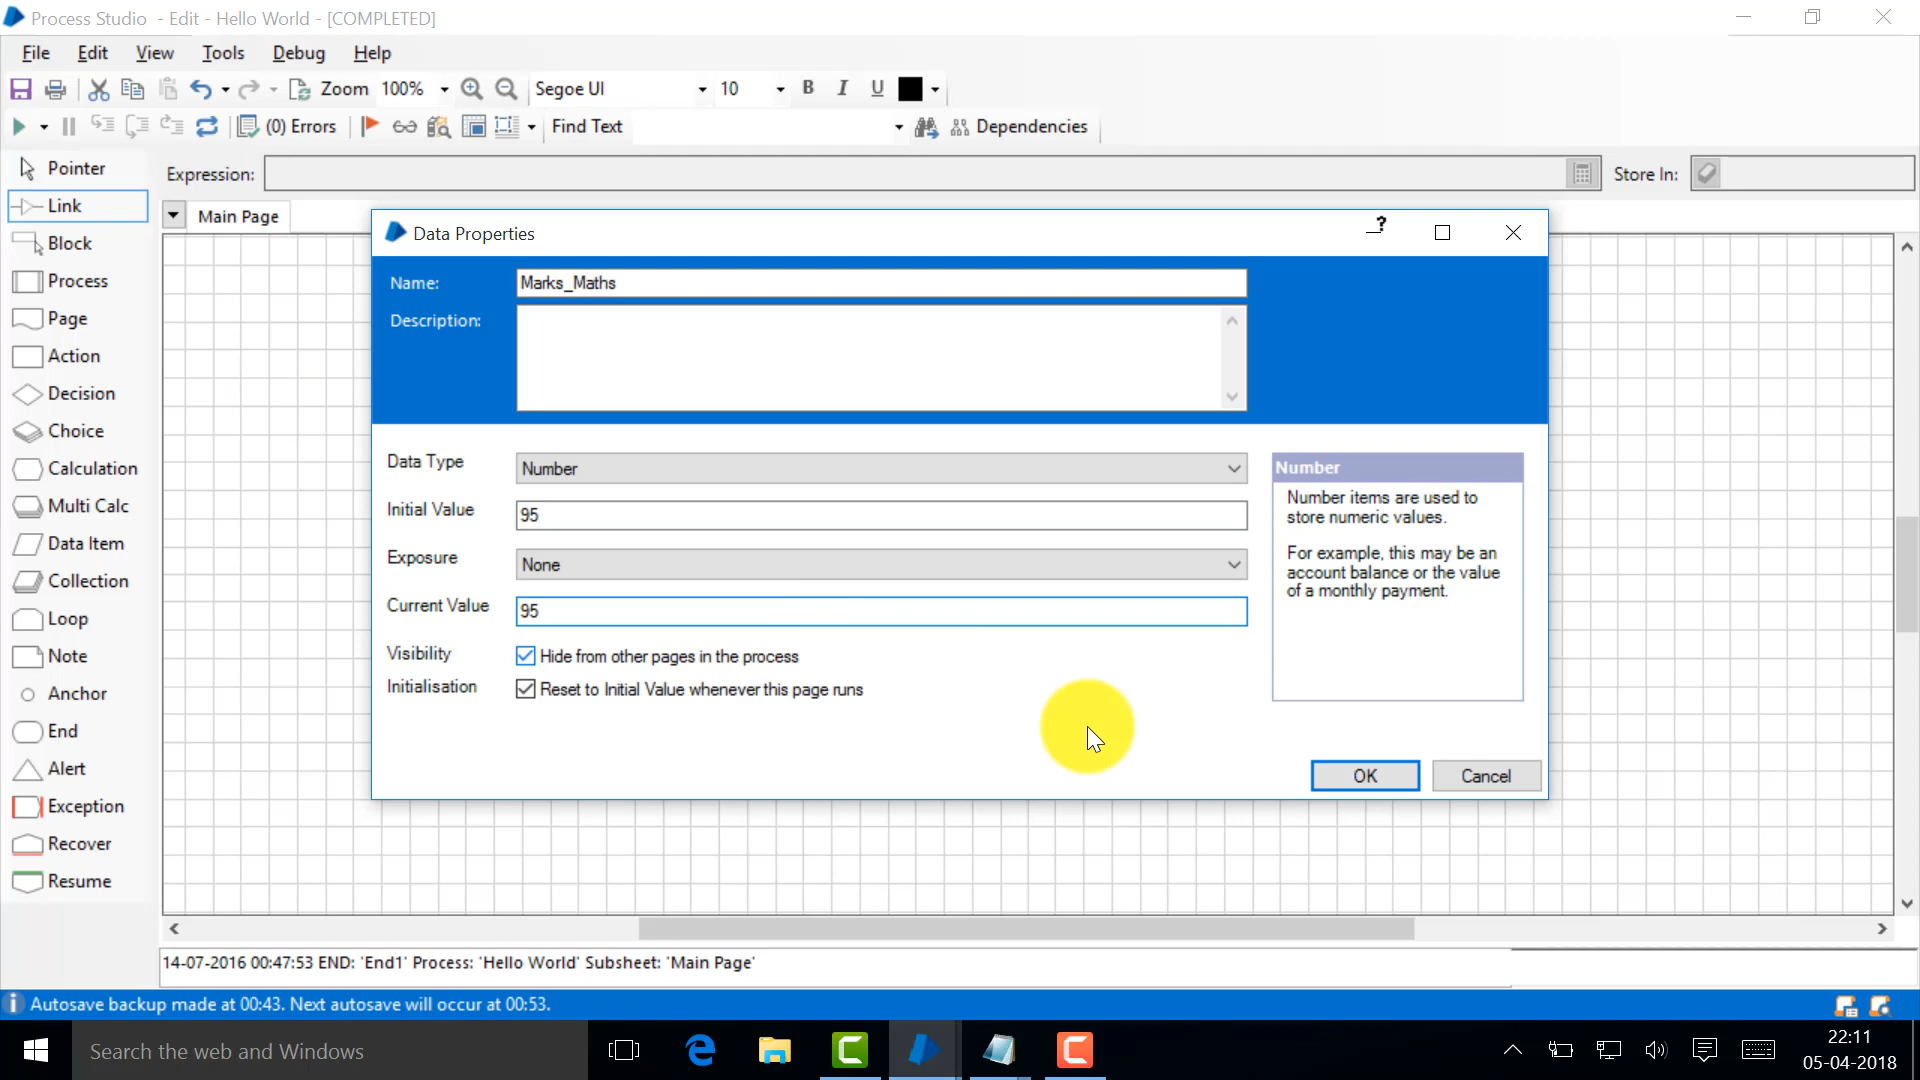 Process Studio - Edit - Hello World - [COMPLETED]
File Edit View Tools Debug Help
Zoom 100% Segoe UI 10 B I U
(0) Errors Find Text Dependencies
Pointer
Expression: Store In:
Link
Main Page
Block
Process
Page
Action
Decision
Choice
Calculation
Multi Calc
Data Item
Collection
Loop
Note
Anchor
End
Alert
Exception
Recover
Resume
Data Properties ?
Name: Marks_Maths
Description:
Data Type Number
Initial Value 95
Exposure None
Current Value 95
Visibility Hide from other pages in the process
Initialisation Reset to Initial Value whenever this page runs
Number
Number items are used to
store numeric values.
For example, this may be an
account balance or the value
of a monthly payment.
OK Cancel
14-07-2016 00:47:53 END: 'End1' Process: 'Hello World' Subsheet: 'Main Page'
Autosave backup made at 00:43. Next autosave will occur at 00:53.
Search the web and Windows
22:11
05-04-2018